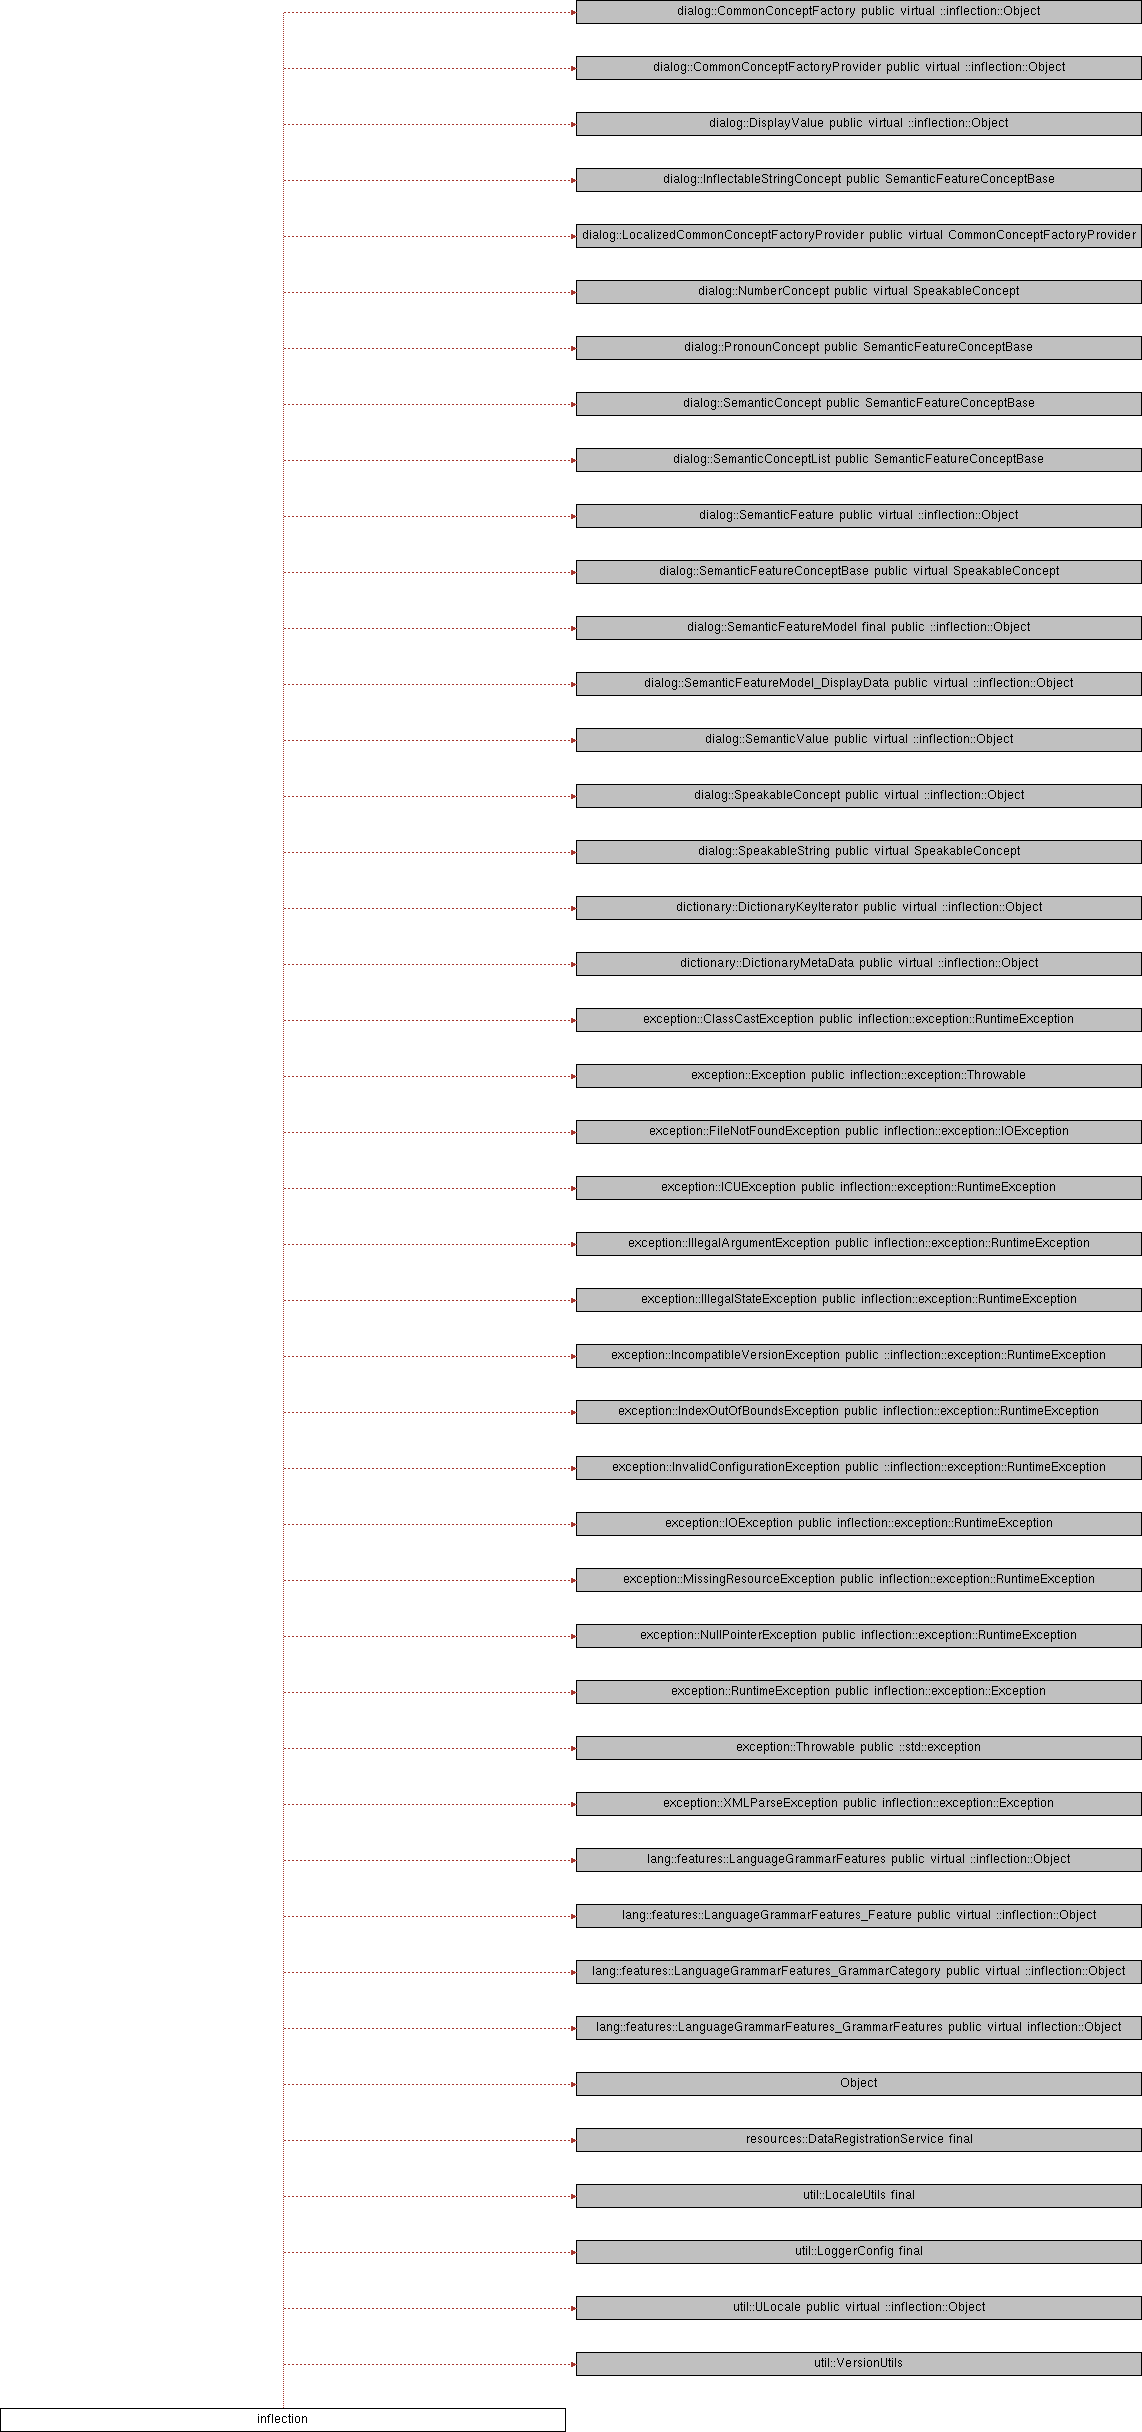 dialog::CommonConceptFactory public virtual ::inflection::Object
dialog::CommonConceptFactoryProvider public virtual ::inflection::Object
dialog::DisplayValue public virtual ::inflection::Object
dialog::InflectableStringConcept public SemanticFeatureConceptBase
dialog::LocalizedCommonConceptFactoryProvider public virtual CommonConceptFactoryProvider
dialog::NumberConcept public virtual SpeakableConcept
dialog::PronounConcept public SemanticFeatureConceptBase
dialog::SemanticConcept public SemanticFeatureConceptBase
dialog::SemanticConceptList public SemanticFeatureConceptBase
dialog::SemanticFeature public virtual ::inflection::Object
dialog::SemanticFeatureConceptBase public virtual SpeakableConcept
dialog::SemanticFeatureModel final public ::inflection::Object
dialog::SemanticFeatureModel_DisplayData public virtual ::inflection::Object
dialog::SemanticValue public virtual ::inflection::Object
dialog::SpeakableConcept public virtual ::inflection::Object
dialog::SpeakableString public virtual SpeakableConcept
dictionary::DictionaryKeyIterator public virtual ::inflection::Object
dictionary::DictionaryMetaData public virtual ::inflection::Object
exception::ClassCastException public inflection::exception::RuntimeException
exception::Exception public inflection::exception::Throwable
exception::FileNotFoundException public inflection::exception::IOException
exception::ICUException public inflection::exception::RuntimeException
exception::IllegalArgumentException public inflection::exception::RuntimeException
exception::IllegalStateException public inflection::exception::RuntimeException
exception::IncompatibleVersionException public ::inflection::exception::RuntimeException
exception::IndexOutOfBoundsException public inflection::exception::RuntimeException
exception::InvalidConfigurationException public ::inflection::exception::RuntimeException
exception::IOException public inflection::exception::RuntimeException
exception::MissingResourceException public inflection::exception::RuntimeException
exception::NullPointerException public inflection::exception::RuntimeException
exception::RuntimeException public inflection::exception::Exception
exception::Throwable public ::std::exception
exception::XMLParseException public inflection::exception::Exception
lang::features::LanguageGrammarFeatures public virtual ::inflection::Object
lang::features::LanguageGrammarFeatures_Feature public virtual ::inflection::Object
lang::features::LanguageGrammarFeatures_GrammarCategory public virtual ::inflection::Object
lang::features::LanguageGrammarFeatures_GrammarFeatures public virtual inflection::Object
Object
resources::DataRegistrationService final
util::LocaleUtils final
util::LoggerConfig final
util::ULocale public virtual ::inflection::Object
util::VersionUtils
inflection